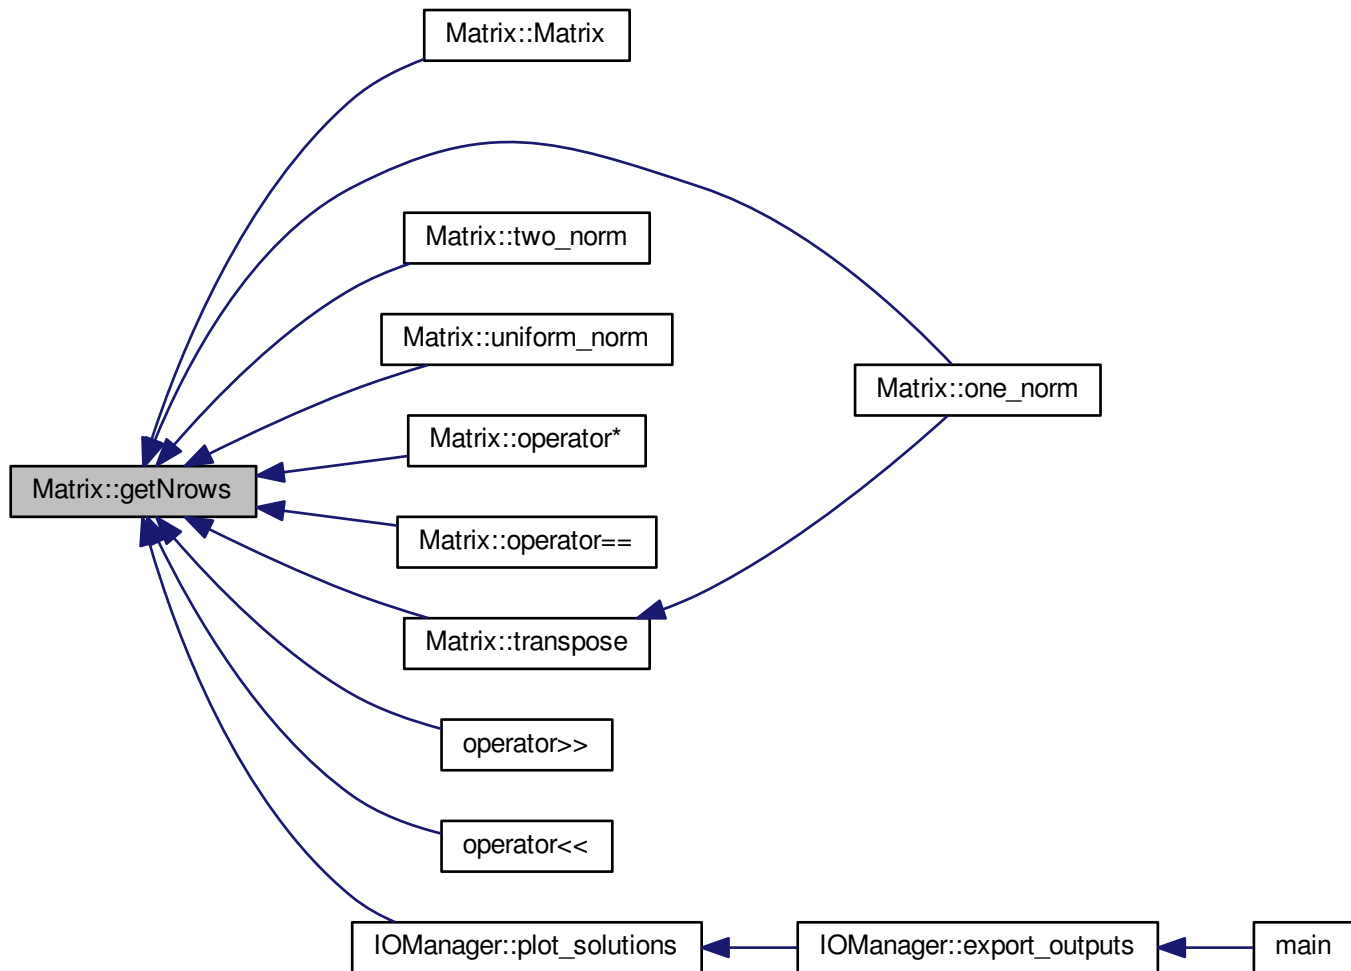 Matrix::Matrix
Matrix::two_norm
Matrix::uniform_norm
Matrix::one_norm
Matrix::operator*
Matrix::getNrows
Matrix::operator==
Matrix::transpose
operator>>
operator<<
IOManager::plot_solutions
IOManager::export_outputs
main